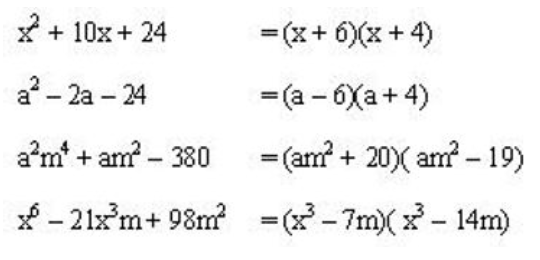 x² + 10x + 24 = (x + 6)(x + 4)
a² – 2a – 24 = (a – 6)(a + 4)
a²m⁴ + am² – 380 = (am² + 20)( am² – 19)
x⁶ – 21x³m + 98m² = (x³ – 7m)( x³ – 14m)